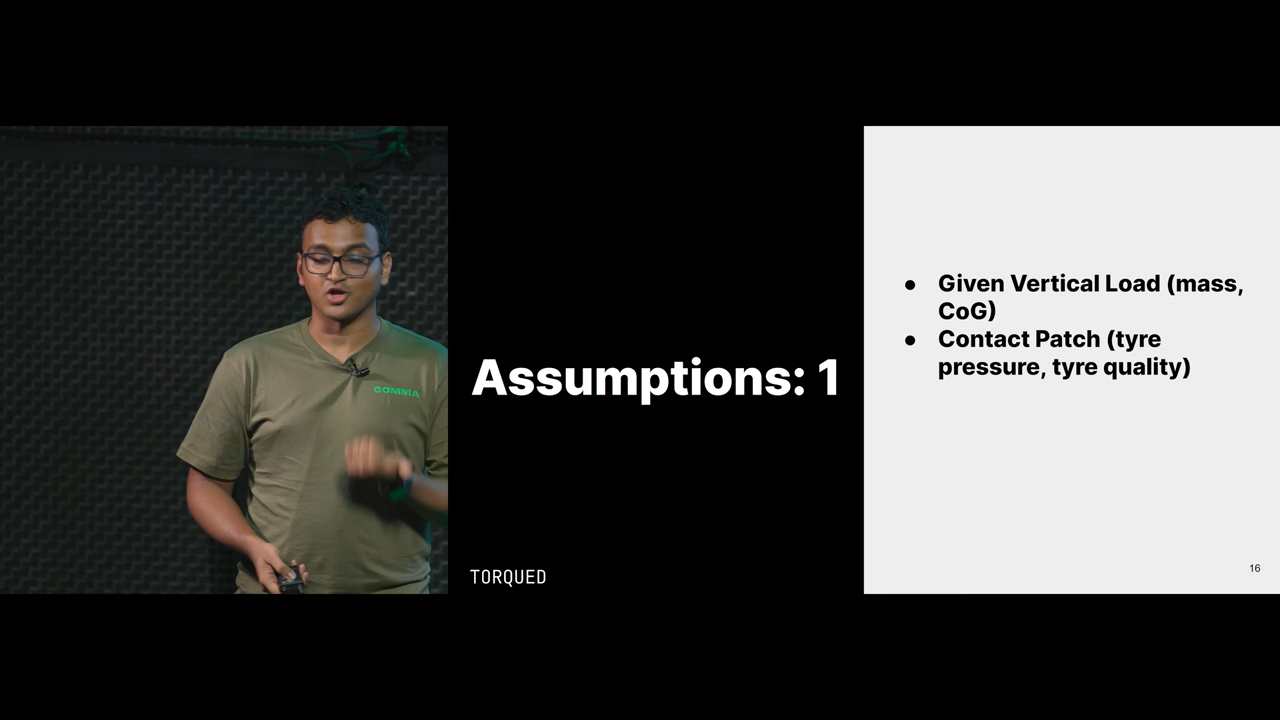 COMMA
Assumptions: 1
TORQUED
● Given Vertical Load (mass,
CoG)
● Contact Patch (tyre
pressure, tyre quality)
16